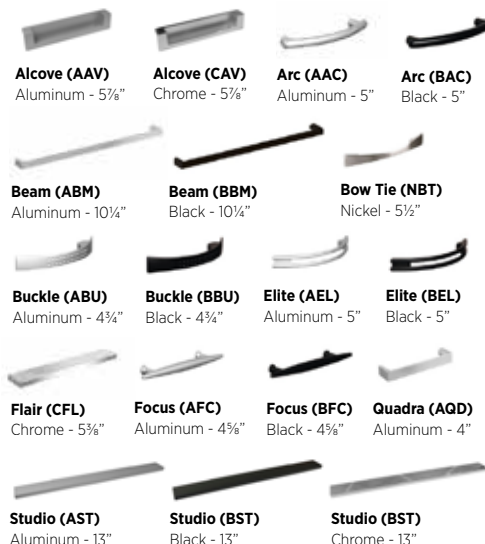 Alcove (AAV)
Aluminum - 5⅞”
Alcove (CAV)
Chrome - 5⅞”
Arc (AAC)
Aluminum - 5”
Arc (BAC)
Black - 5”
Beam (ABM)
Aluminum - 10¼”
Beam (BBM)
Black - 10¼”
Bow Tie (NBT)
Nickel - 5½”
Buckle (ABU)
Aluminum - 4¾”
Buckle (BBU)
Black - 4¾”
Elite (AEL)
Aluminum - 5”
Elite (BEL)
Black - 5”
Flair (CFL)
Chrome - 5⅜”
Focus (AFC)
Aluminum - 4⅝”
Focus (BFC)
Black - 4⅝”
Quadra (AQD)
Aluminum - 4”
Studio (AST)
Aluminum - 13”
Studio (BST)
Black - 13”
Studio (BST)
Chrome - 13”